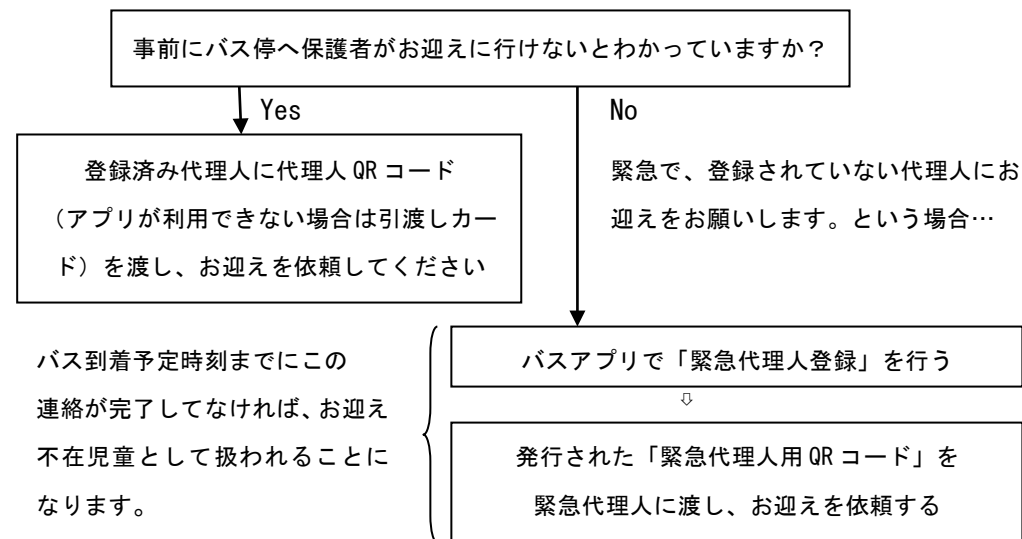 事前にバス停へ保護者がお迎えに行けないとわかっていますか？
Yes
No
登録済み代理人に代理人QRコード
（アプリが利用できない場合は引渡しカー
ド）を渡し、お迎えを依頼してください
緊急で、登録されていない代理人にお
迎えをお願いします。という場合…
バス到着予定時刻までにこの
連絡が完了してなければ、お迎え
不在児童として扱われることに
なります。
バスアプリで「緊急代理人登録」を行う
⇩
発行された「緊急代理人用QRコード」を
緊急代理人に渡し、お迎えを依頼する